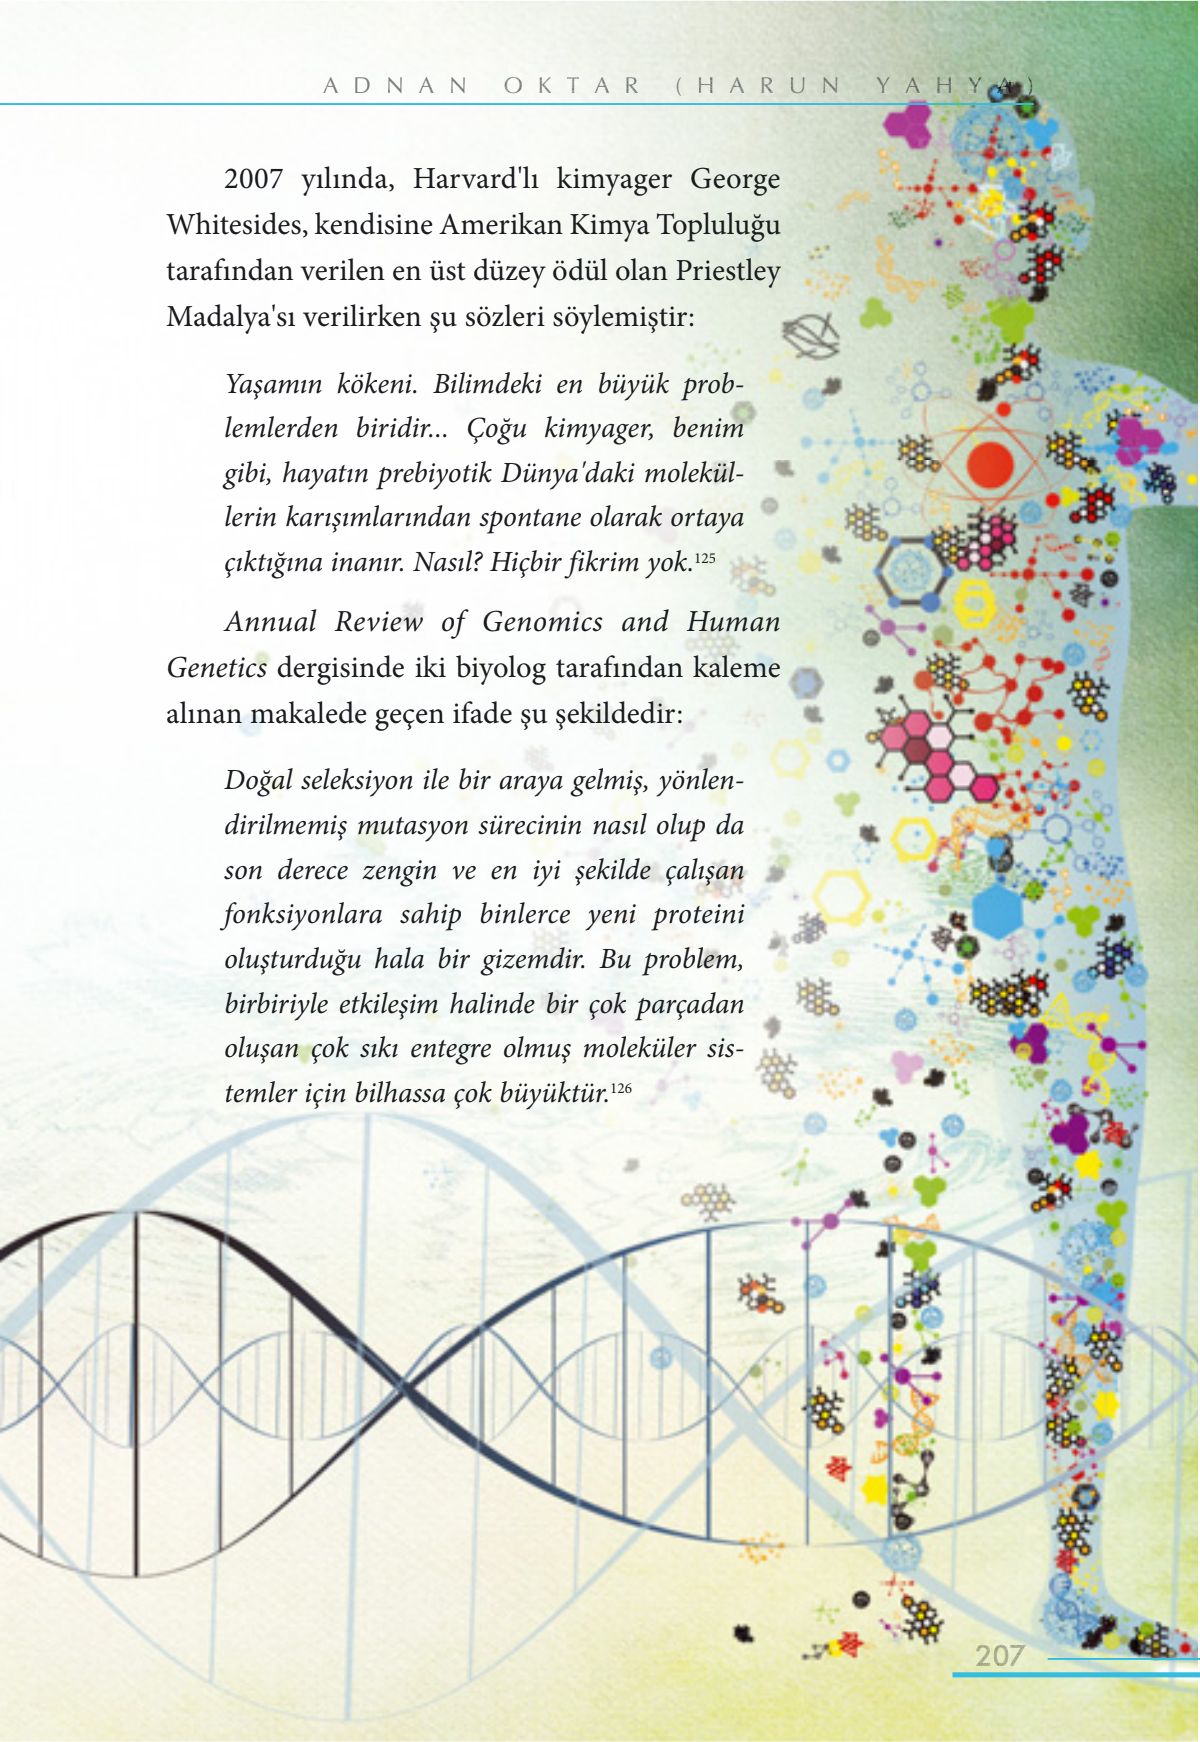 ADNAN OKTAR (HARUN YAHYA)
2007 yılında, Harvard'lı kimyager George
Whitesides, kendisine Amerikan Kimya Topluluğu
tarafından verilen en üst düzey ödül olan Priestley
Madalya'sı verilirken şu sözleri söylemiştir:
Yaşamın kökeni. Bilimdeki en büyük prob-
lemlerden biridir... Çoğu kimyager, benim
gibi, hayatın prebiyotik Dünya'daki molekül-
lerin karışımlarından spontane olarak ortaya
çıktığına inanır. Nasıl? Hiçbir fikrim yok.125
Annual Review of Genomics and Human
Genetics dergisinde iki biyolog tarafından kaleme
alınan makalede geçen ifade şu şekildedir:
Doğal seleksiyon ile bir araya gelmiş, yönlen-
dirilmemiş mutasyon sürecinin nasıl olup da
son derece zengin ve en iyi şekilde çalışan
fonksiyonlara sahip binlerce yeni proteini
oluşturduğu hala bir gizemdir. Bu problem,
birbiriyle etkileşim halinde bir çok parçadan
oluşan çok sıkı entegre olmuş moleküler sis-
temler için bilhassa çok büyüktür.126
207